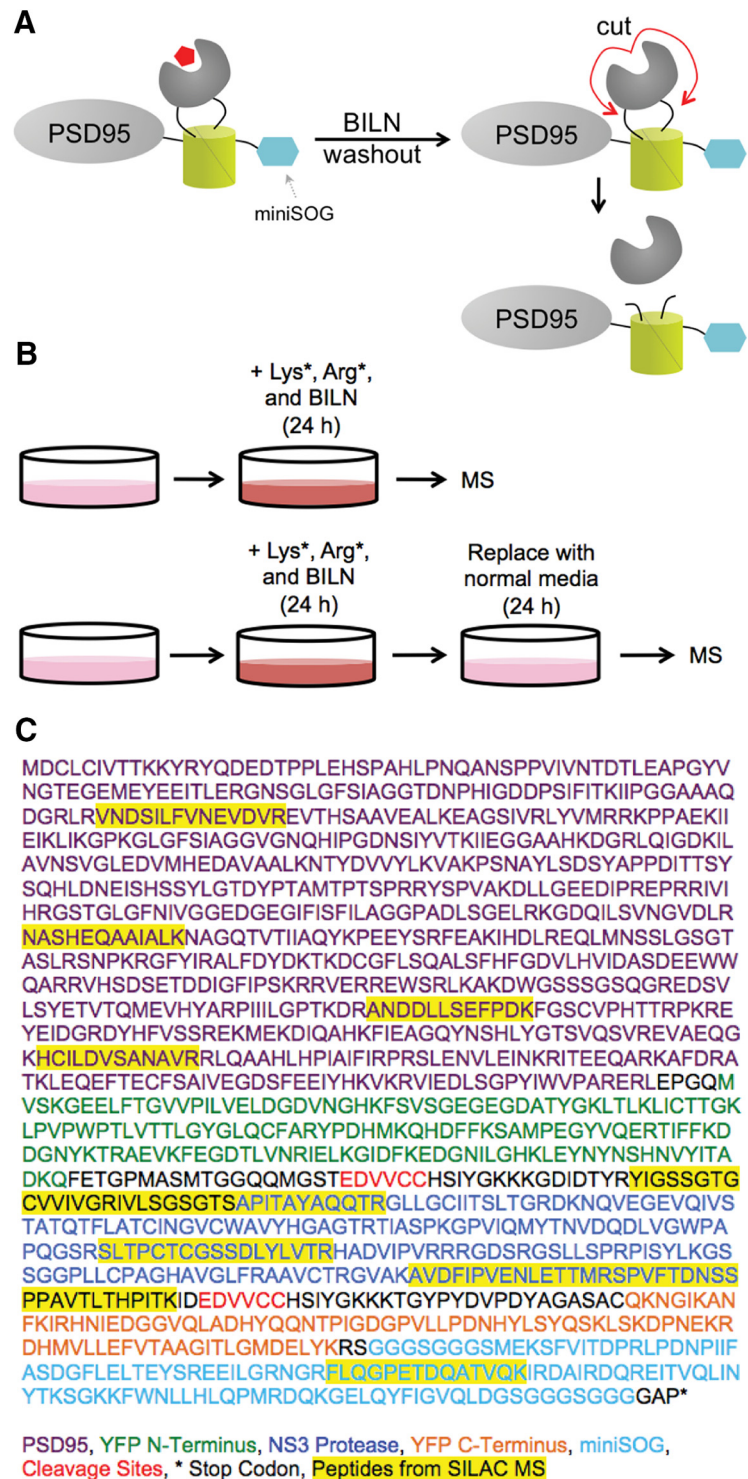 A
PSD95
miniSOG
BILN
washout
cut
PSD95
PSD95
B
+ Lys*, Arg*,
and BILN
(24 h)
MS
+ Lys*, Arg*,
and BILN
(24 h)
Replace with
normal media
(24 h)
MS
C
MDCLCIVTTKKYRYQDEDTPPLEHSPAHLPNQANSPPVIVNTDTLEAPGYV
NGTEGEMEYEEITLERGNSGLGFSIAGGTDNPHIGDDPSIFITKIIPGGAAAQ
DGRLRVNDSILFVNEVDVREVTHSAAVEALKEAGSIVRLYVMRRKPPAEKII
EIKLIKGPKGLGFSIAGGVGNQHIPGDNSIYVTKIIEGGAAHKDGRLQIGDKIL
AVNSVGLEDVMHEDAVAALKNTYDVVYLKVAKPSNAYLSDSYAPPDITTSY
SQHLDNEISHSSYLGTDYPTAMTPTSPRRYSPVAKDLLGEEDIPREPRRIVI
HRGSTGLGFNIVGGEDGEGIFISFILAGGPADLSGELRKGDQILSVNGVDLR
NASHEQAAIALKNAGQTVTIIAQYKPEEYSRFEAKIHDLREQLMNSSLGSGT
ASLRSNPKRGFYIRALFDYDKTKDCGFLSQALSFHFGDVLHVIDASDEEWW
QARRVHSDSETDDIGFIPSKRRVERREWSRLKAKDWGSSSGSQGREDSV
LSYETVTQMEVHYARPIIILGPTKDRANDDLLSEFPDKFGSCVPHTTRPKRE
YEIDGRDYHFVSSREKMEKDIQAHKFIEAGQYNSHLYGTSVQSVREVAEQG
KHCILDVSANAVRRLQAAHLHPIAIFIRPRSLENVLEINKRITEEQARKAFDRA
TKLEQEFTECFSAIVEGDSFEEIYHKVKRVIEDLSGPYIWVPARERLEPGQM
VSKGEELFTGVVPILVELDGDVNGHKFSVSGEGEGDATYGKLTLKLICTTGK
LPVPWPTLVTTLGYGLQCFARYPDHMKQHDFFKSAMPEGYVQERTIFFKD
DGNYKTRAEVKFEGDTLVNRIELKGIDFKEDGNILGHKLEYNYNSHNVYITA
DKQFETGPMASMTGGQQMGSTEDVVCCHSIYGKKKGDIDTYRYIGSSGTG
CVVIVGRIVLSGSGTSAPITAYAQQTRGLLGCIITSLTGRDKNQVEGEVQIVS
TATQTFLATCINGVCWAVYHGAGTRTIASPKGPVIQMYTNVDQDLVGWPA
PQGSRSLTPCTCGSSDLYLVTRHADVIPVRRRGDSRGSLLSPRPISYLKGS
SGGPLLCPAGHAVGLFRAAVCTRGVAKAVDFIPVENLETTMRSPVFTDNSS
PPAVTLTHPITKIDEDVVCCHSIYGKKKTGYPYDVPDYAGASACQKNGIKAN
FKIRHNIEDGGVQLADHYQQNTPIGDGPVLLPDNHYLSYQSKLSKDPNEKR
DHMVLLEFVTAAGITLGMDELYKRSGGGSGGGSMEKSFVITDPRLPDNPIIF
ASDGFLELTEYSREEILGRNGRFLQGPETDQATVQKIRDAIRDQREITVQLIN
YTKSGKKFWNLLHLQPMRDQKGELQYFIGVQLDGSGGGSGGGGAP*
PSD95, YFP N-Terminus, NS3 Protease, YFP C-Terminus, miniSOG,
Cleavage Sites, * Stop Codon, Peptides from SILAC MS